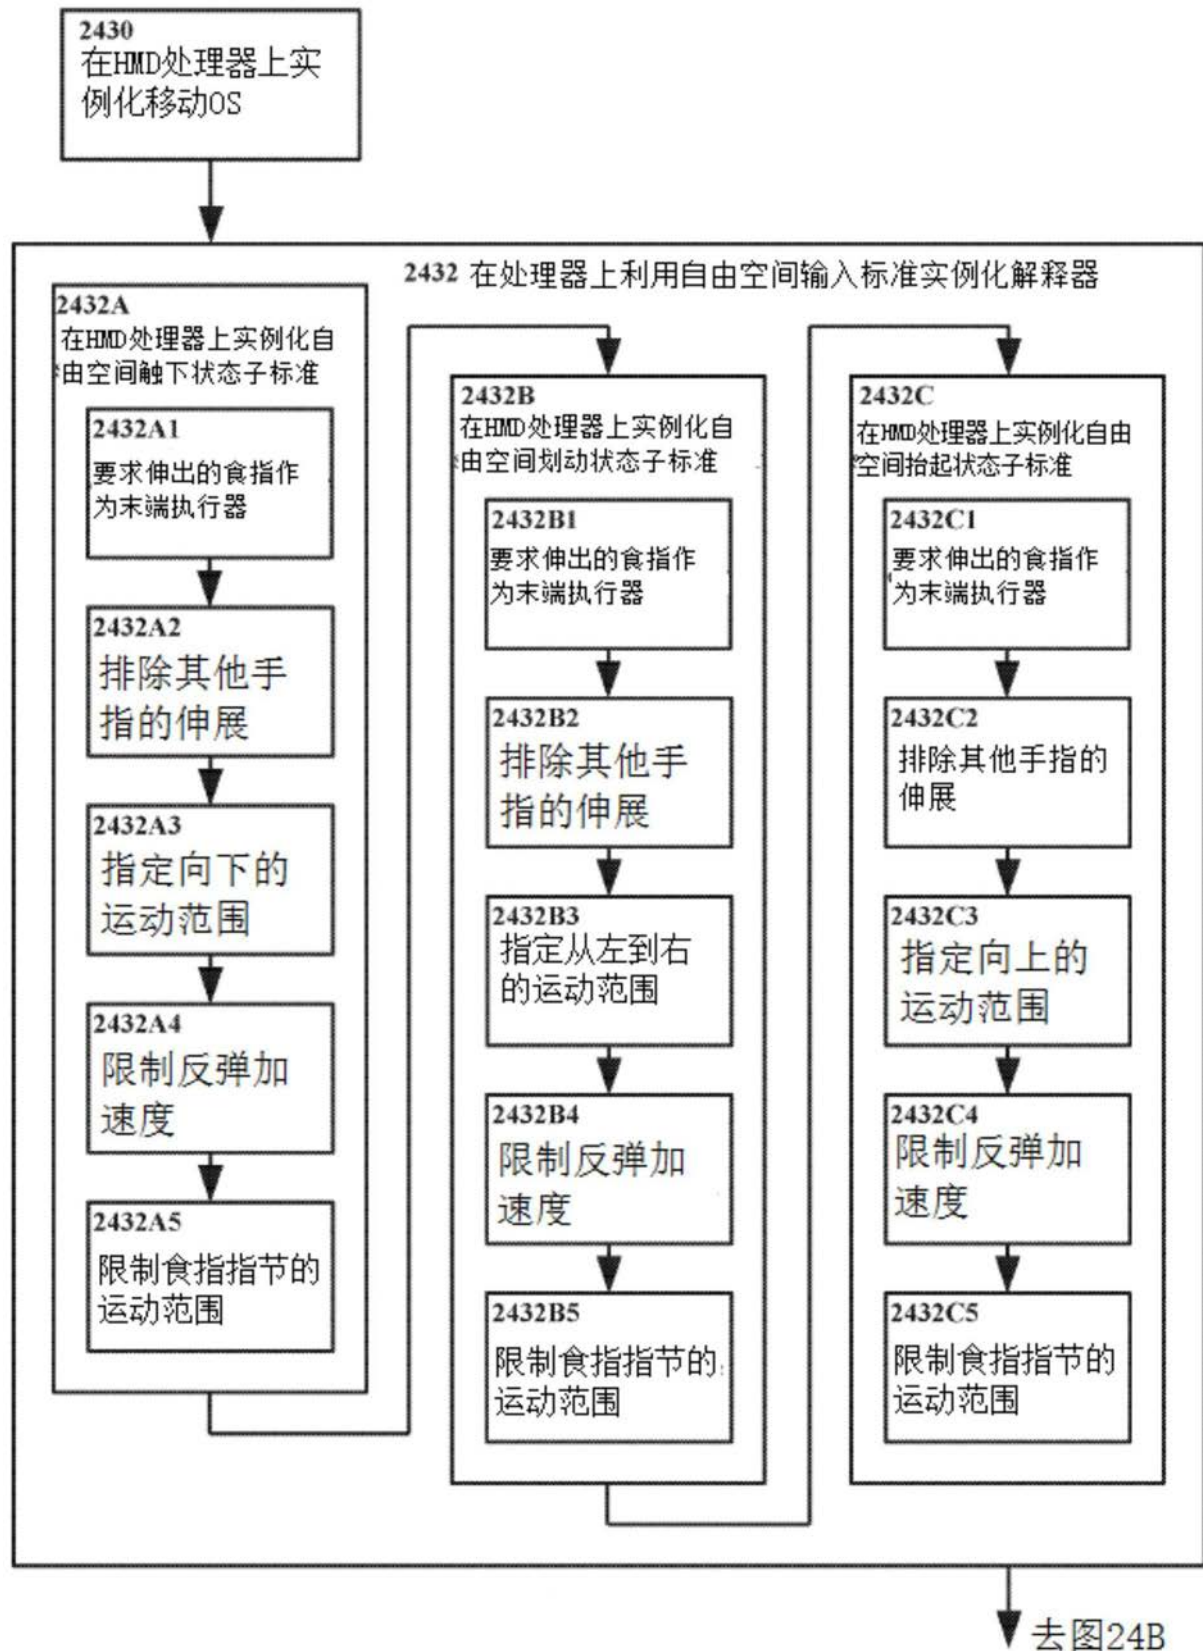 2430
在HMD处理器上实
例化移动OS
2432 在处理器上利用自由空间输入标准实例化解释器
2432A
在HMD处理器上实例化自
由空间触下状态子标准
2432A1
要求伸出的食指作
为末端执行器
2432A2
排除其他手
指的伸展
2432A3
指定向下的
运动范围
2432A4
限制反弹加
速度
2432A5
限制食指指节的
运动范围
2432B
在HMD处理器上实例化自
由空间划动状态子标准
2432B1
要求伸出的食指作
为末端执行器
2432B2
排除其他手
指的伸展
2432B3
指定从左到右
的运动范围
2432B4
限制反弹加
速度
2432B5
限制食指指节的
运动范围
2432C
在HMD处理器上实例化自由
空间抬起状态子标准
2432C1
要求伸出的食指作
为末端执行器
2432C2
排除其他手指的
伸展
2432C3
指定向上的
运动范围
2432C4
限制反弹加
速度
2432C5
限制食指指节的
运动范围
去图24B